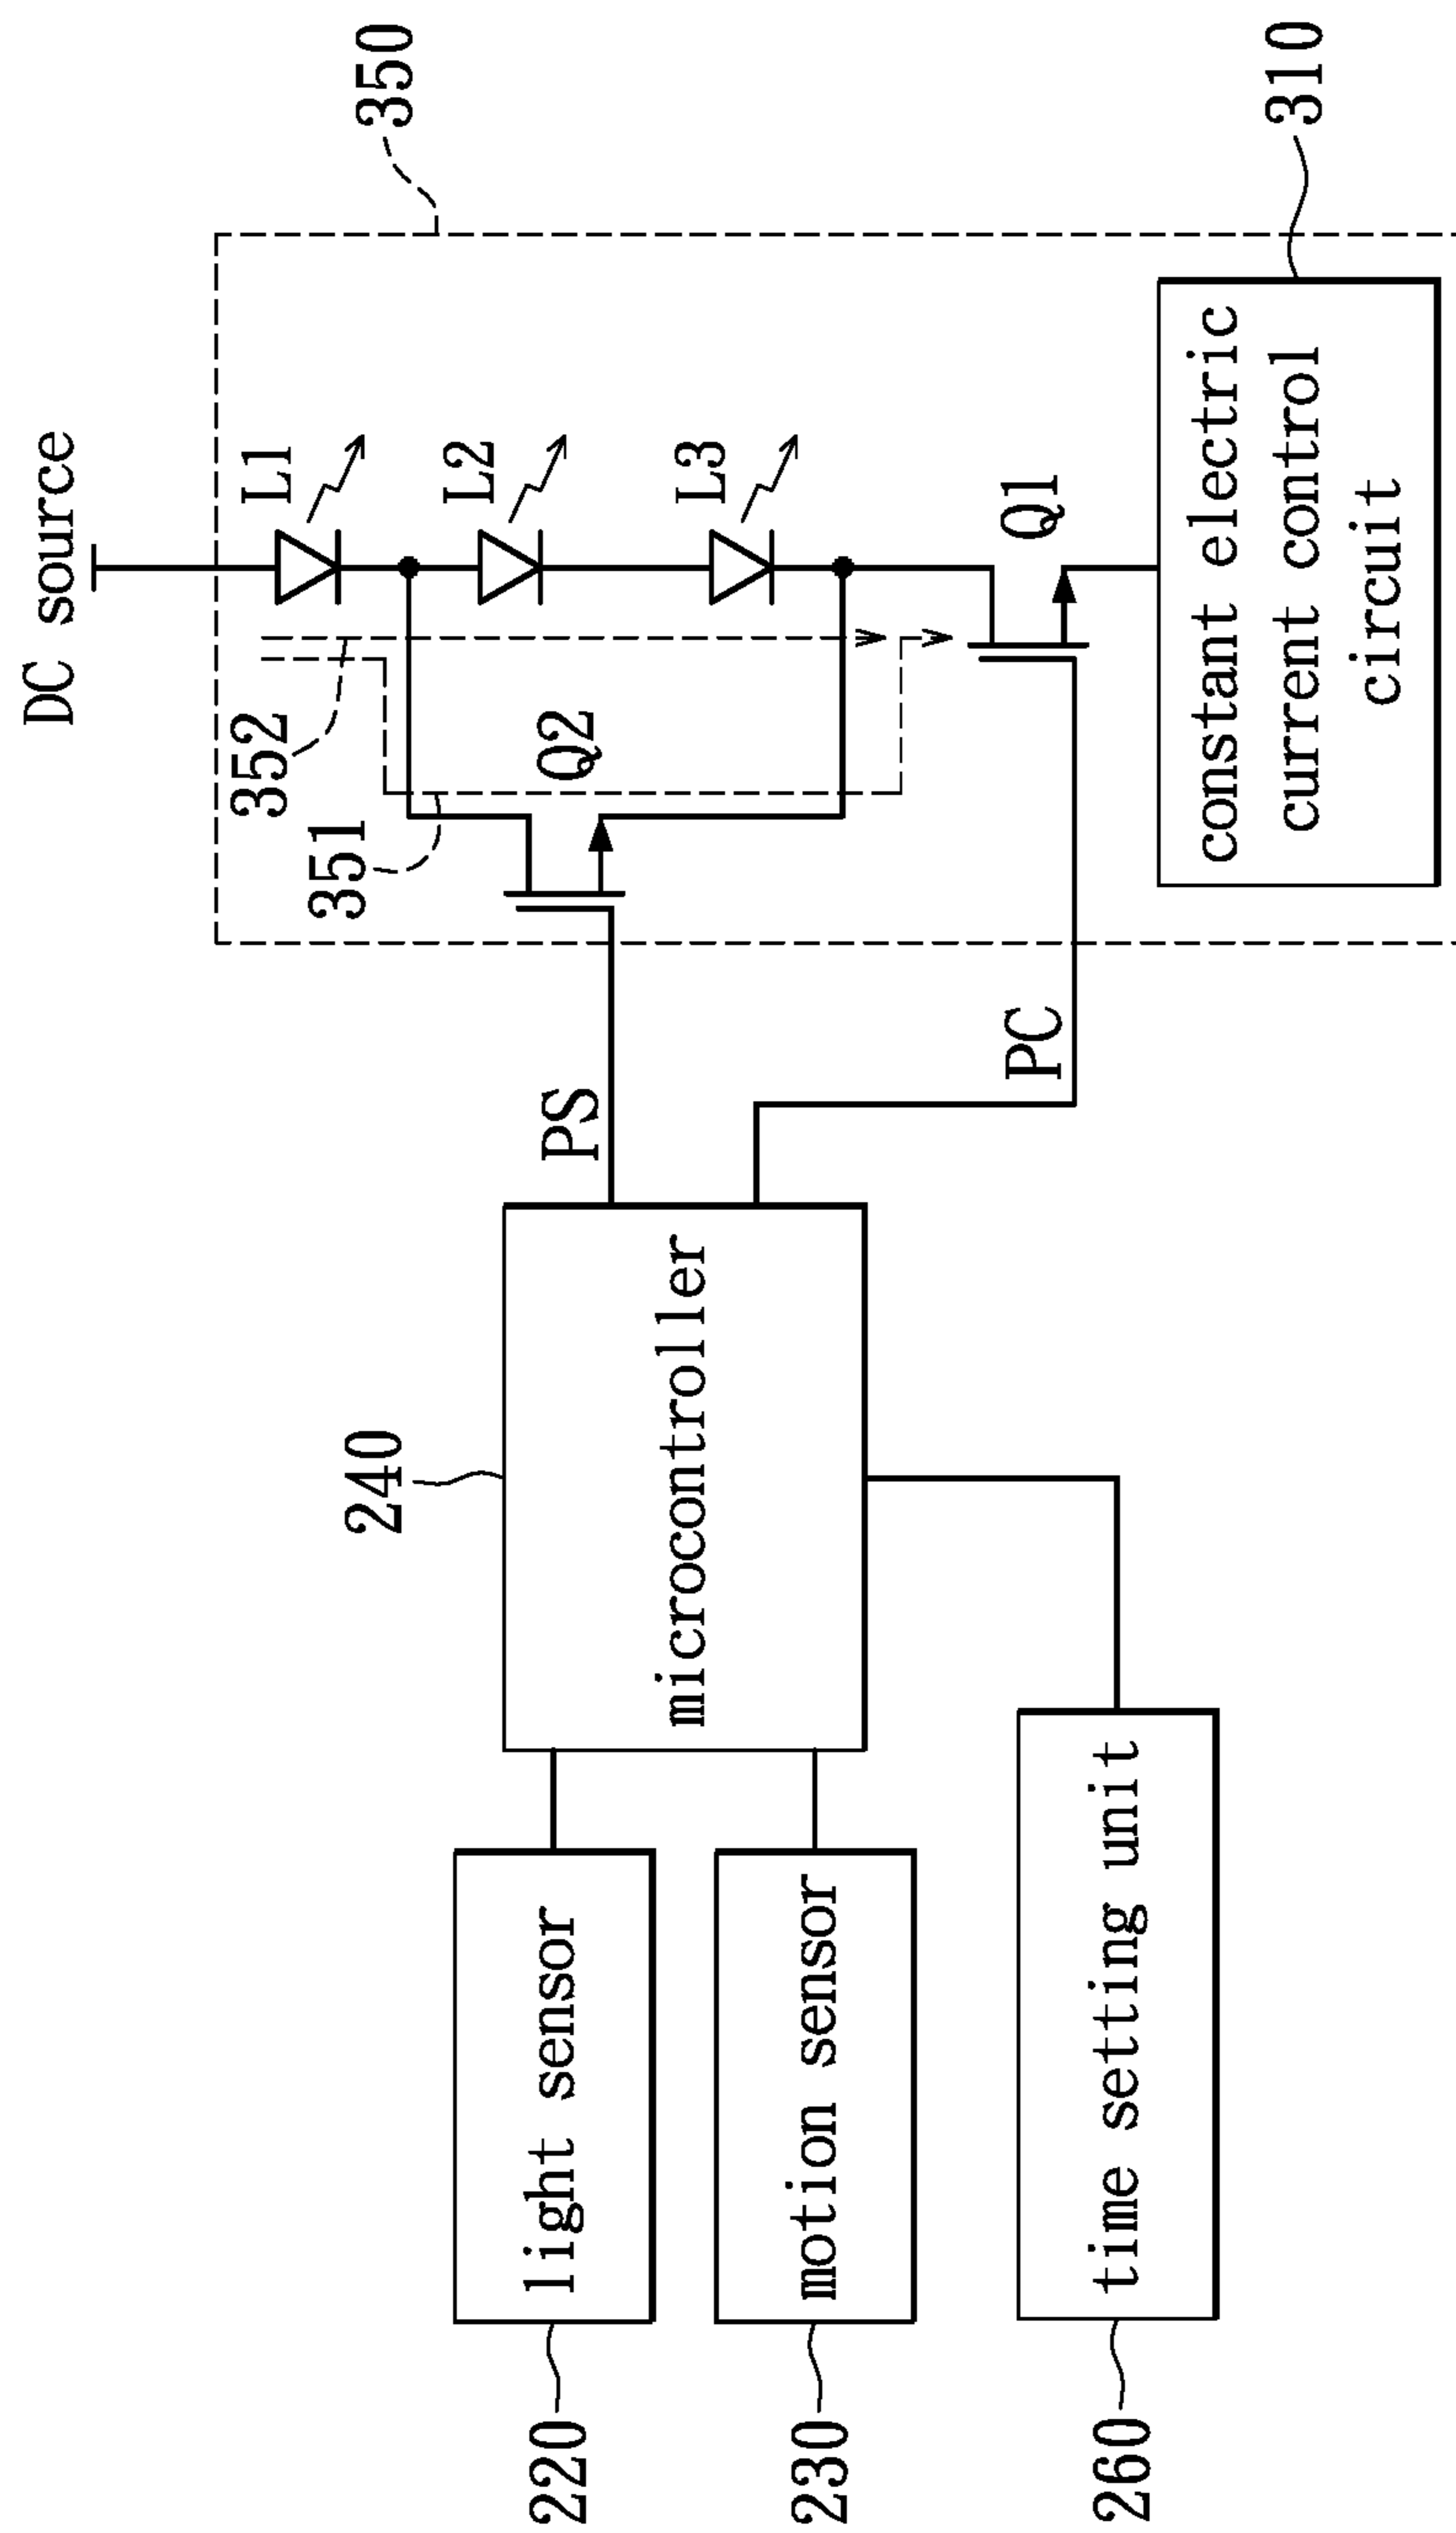 DC source
350
L1
L2
L3
352
351
Q2
Q1
310
constant electric
current control
circuit
PS
PC
240
microcontroller
light sensor
220
motion sensor
230
time setting unit
260